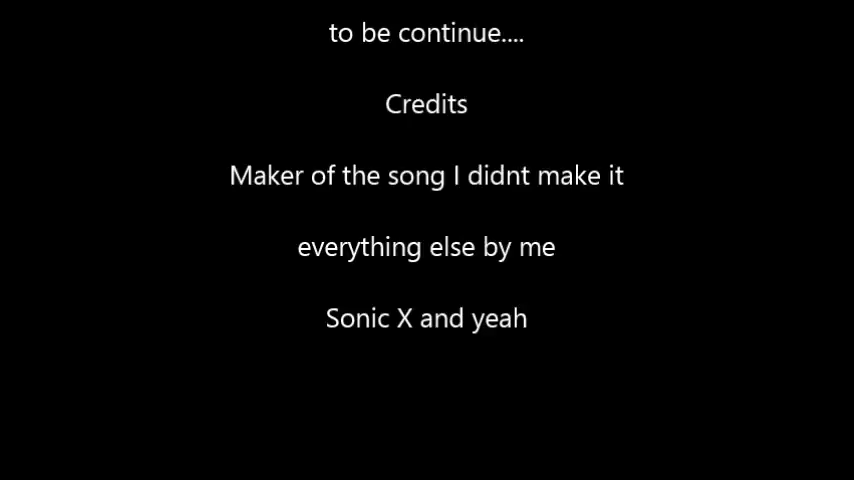 to be continue....
Credits
Maker of the song I didnt make it
everything else by me
Sonic X and yeah